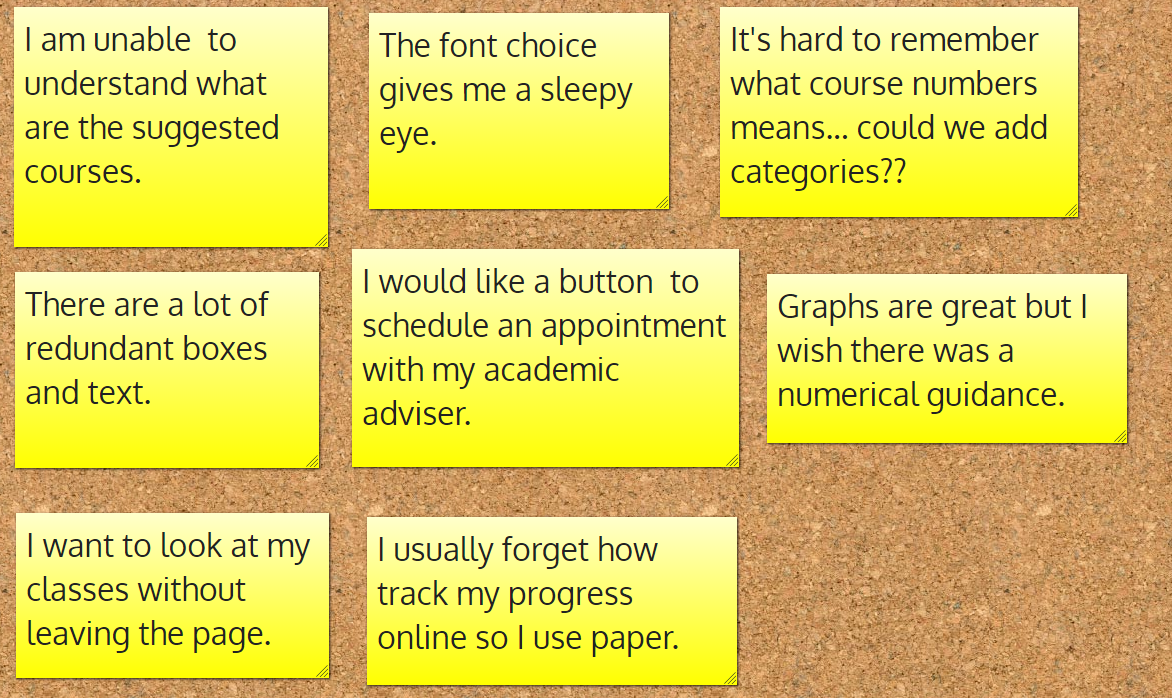 I am unable  to
understand what
are the suggested
courses.
The font choice
gives me a sleepy
eye.
It's hard to remember
what course numbers
means... could we add
categories??
There are a lot of
redundant boxes
and text.
I would like a button  to
schedule an appointment
with my academic
adviser.
Graphs are great but I
wish there was a
numerical guidance.
I want to look at my
classes without
leaving the page.
I usually forget how
track my progress
online so I use paper.